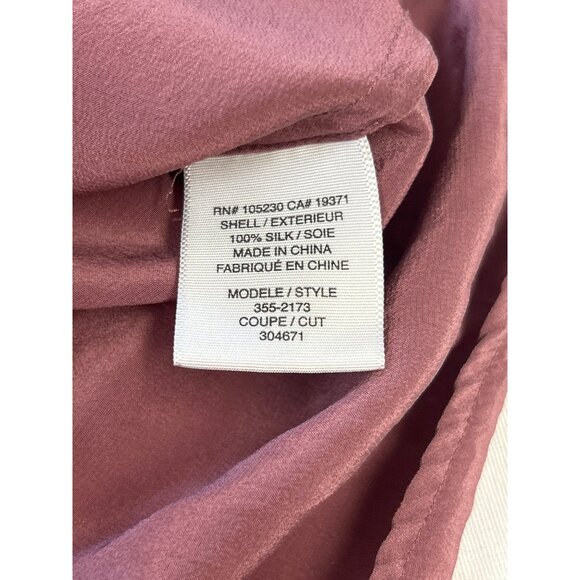 RN# 105230 CA# 19371
SHELL / EXTERIEUR
100% SILK / SOIE
MADE IN CHINA
FABRIQUÉ EN CHINE
MODELE / STYLE
355-2173
COUPE / CUT
304671